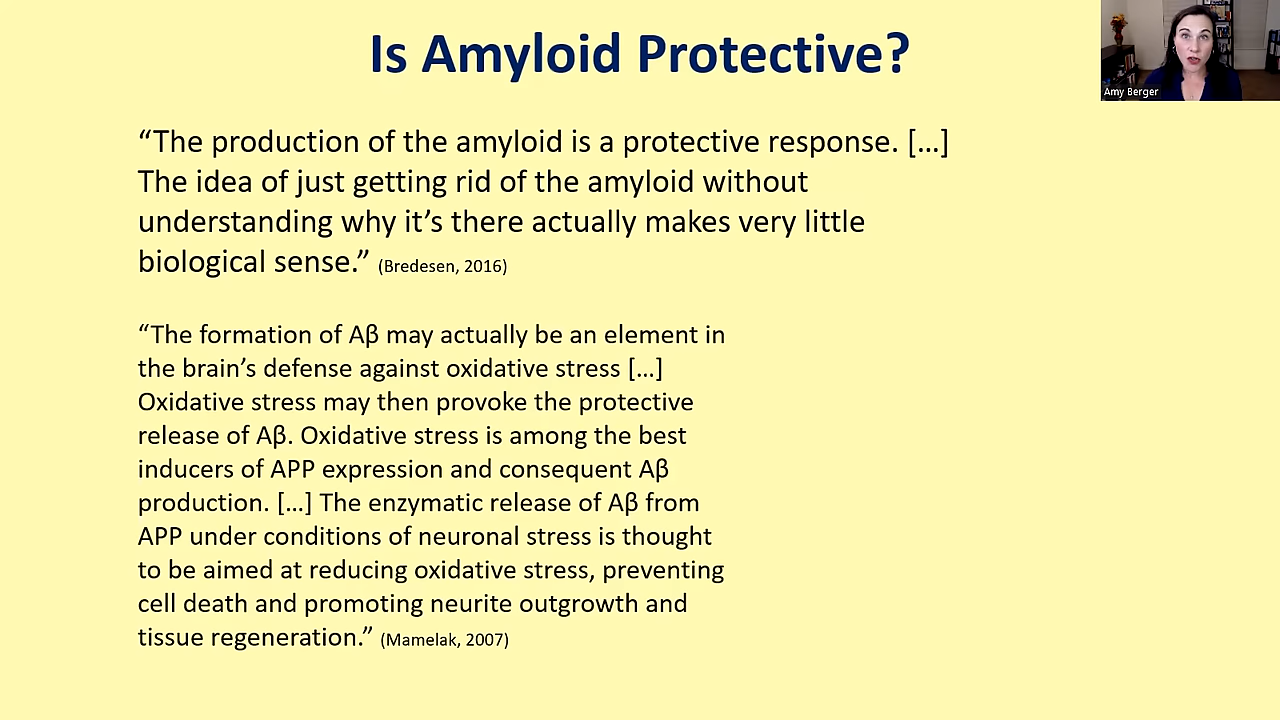 Is Amyloid Protective?
Amy Berger
“The production of the amyloid is a protective response. […]
The idea of just getting rid of the amyloid without
understanding why it’s there actually makes very little
biological sense.” (Bredesen, 2016)
“The formation of Aβ may actually be an element in
the brain’s defense against oxidative stress […]
Oxidative stress may then provoke the protective
release of Aβ. Oxidative stress is among the best
inducers of APP expression and consequent Aβ
production. […] The enzymatic release of Aβ from
APP under conditions of neuronal stress is thought
to be aimed at reducing oxidative stress, preventing
cell death and promoting neurite outgrowth and
tissue regeneration.” (Mamelak, 2007)